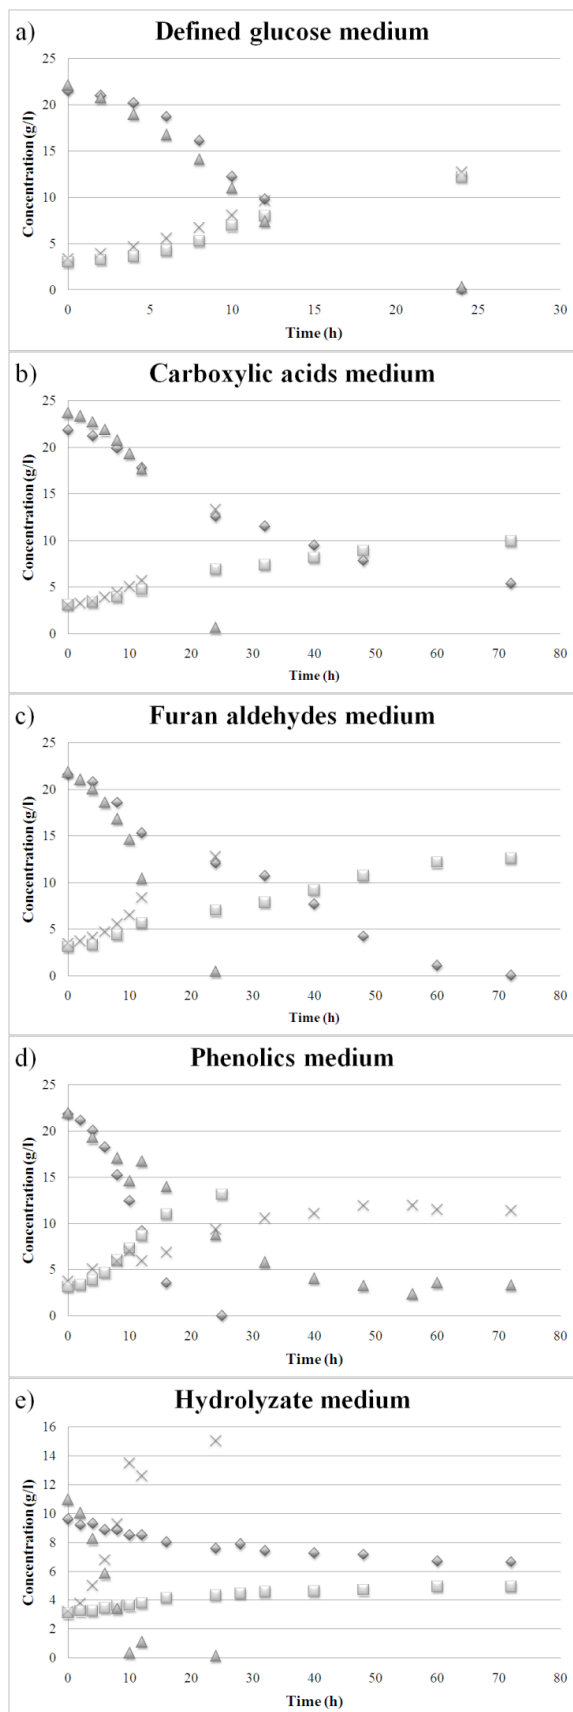 a) Defined glucose medium
Concentration (g/l)
25
20
15
10
5
0
0 5 10 15 20 25 30
Time (h)
b) Carboxylic acids medium
Concentration (g/l)
25
20
15
10
5
0
0 10 20 30 40 50 60 70 80
Time (h)
c) Furan aldehydes medium
Concentration (g/l)
25
20
15
10
5
0
0 10 20 30 40 50 60 70 80
Time (h)
d) Phenolics medium
Concentration (g/l)
25
20
15
10
5
0
0 10 20 30 40 50 60 70 80
Time (h)
e) Hydrolyzate medium
Concentration (g/l)
16
14
12
10
8
6
4
2
0
0 10 20 30 40 50 60 70 80
Time (h)